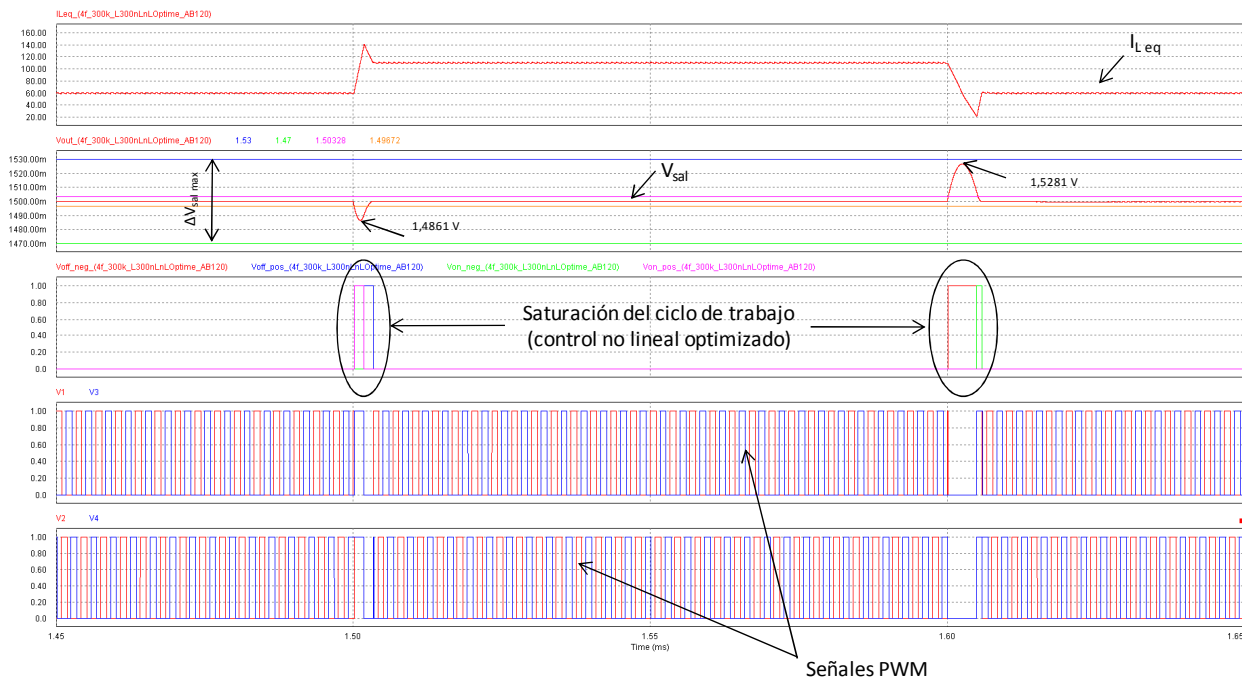 ILeq_(4f_300k_L300nLnLOptime_AB120)
160.00
140.00
120.00
100.00
80.00
60.00
40.00
20.00
IL eq
Vout_(4f_300k_L300nLnLOptime_AB120) 1.53 1.47 1.50328 1.49672
1530.00m
1520.00m
1510.00m
1500.00m
1490.00m
1480.00m
1470.00m
ΔVsal max
Vsal
1,4861 V
1,5281 V
Voff_neg_(4f_300k_L300nLnLOptime_AB120) Voff_pos_(4f_300k_L300nLnLOptime_AB120) Von_neg_(4f_300k_L300nLnLOptime_AB120) Von_pos_(4f_300k_L300nLnLOptime_AB120)
1.00
0.80
0.60
0.40
0.20
0.0
Saturación del ciclo de trabajo
(control no lineal optimizado)
V1 V3
1.00
0.80
0.60
0.40
0.20
0.0
V2 V4
1.00
0.80
0.60
0.40
0.20
0.0
1.45 1.50 1.55 1.60 1.65
Time (ms)
Señales PWM